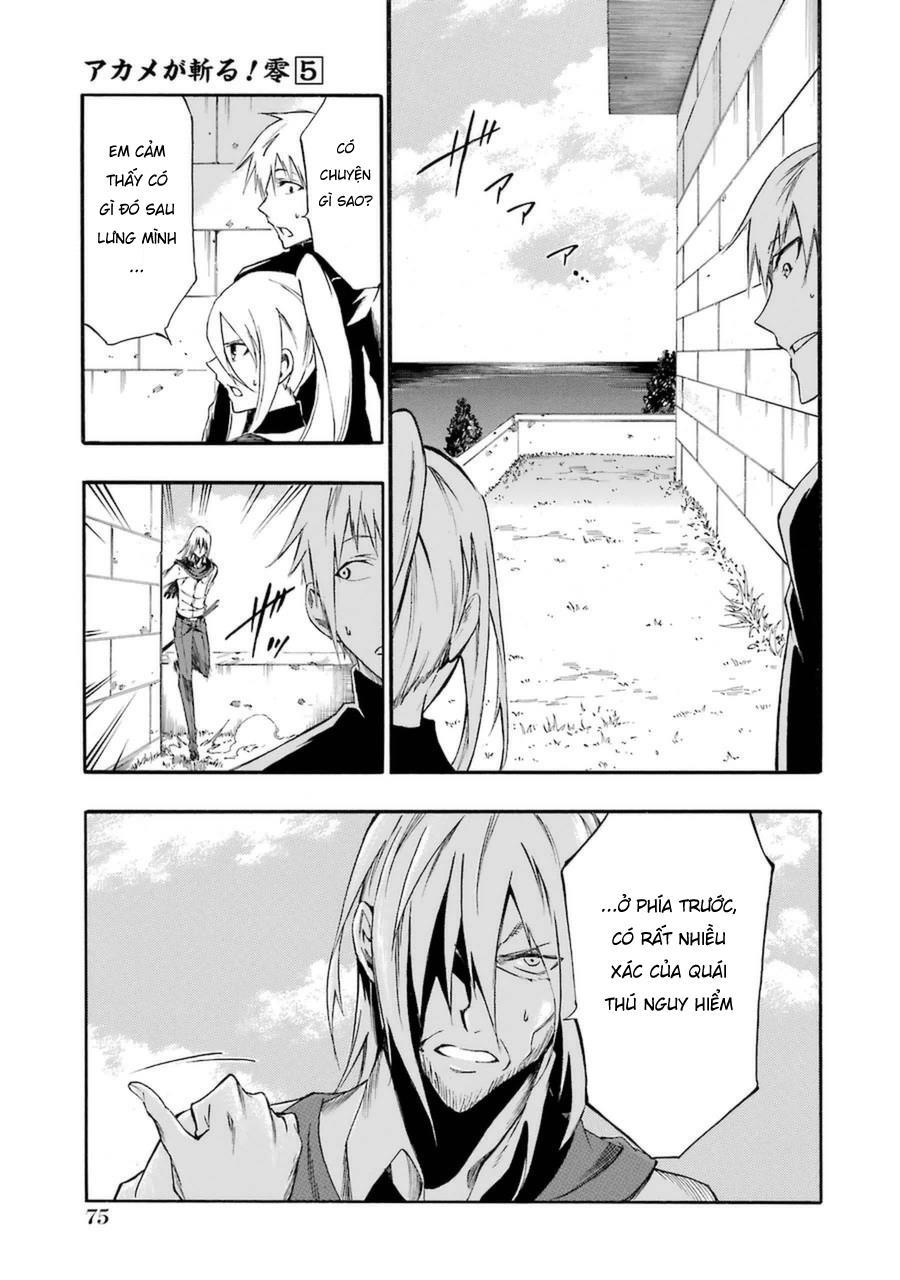 アカメが斬る!零5
ザァ
ァ
ァ
…
CÓ
CHUYỆN
GÌ SAO?
EM CẢM
THẤY CÓ
GÌ ĐÓ SAU
LƯNG MÌNH
...
ザザッ
...Ở PHÍA TRƯỚC,
CÓ RẤT NHIỀU
XÁC CỦA QUÁI
THÚ NGUY HIỂM
75